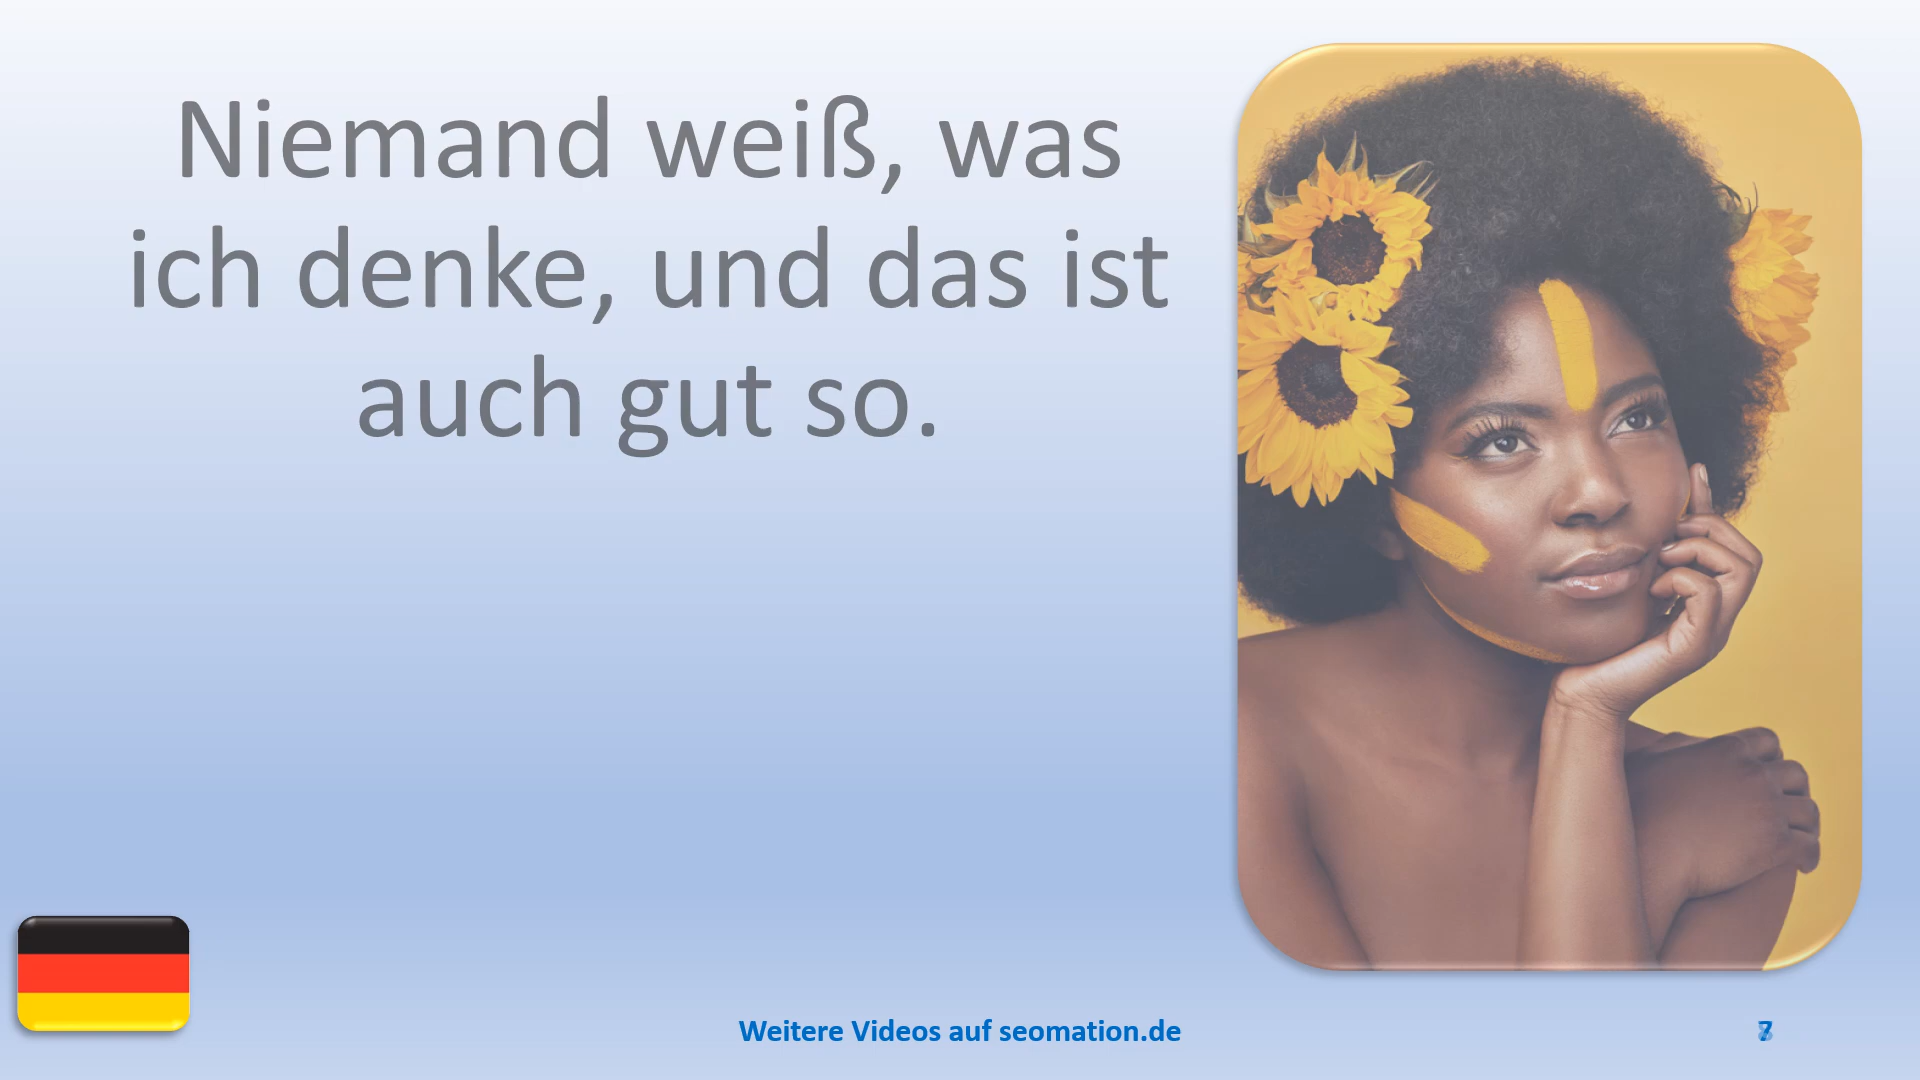 Niemand weiß, was
ich denke, und das ist
auch gut so.
Weitere Videos auf seomation.de